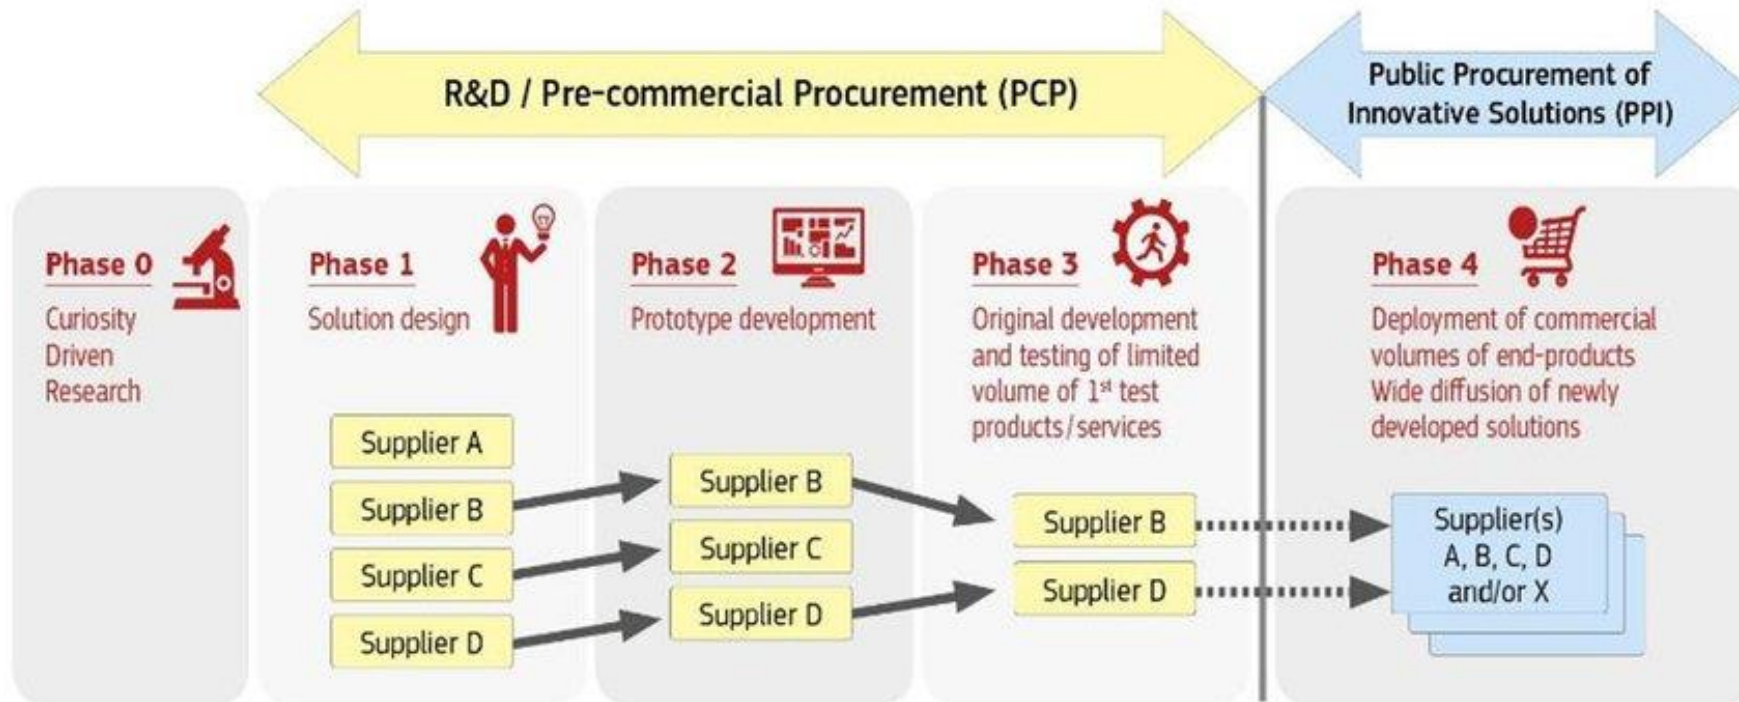 R&D / Pre-commercial Procurement (PCP)
Public Procurement of
Innovative Solutions (PPI)
Phase 0
Curiosity
Driven
Research
Phase 1
Solution design
Supplier A
Supplier B
Supplier C
Supplier D
Phase 2
Prototype development
Supplier B
Supplier C
Supplier D
Phase 3
Original development
and testing of limited
volume of 1st test
products/services
Supplier B
Supplier D
Phase 4
Deployment of commercial
volumes of end-products
Wide diffusion of newly
developed solutions
Supplier(s)
A, B, C, D
and/or X